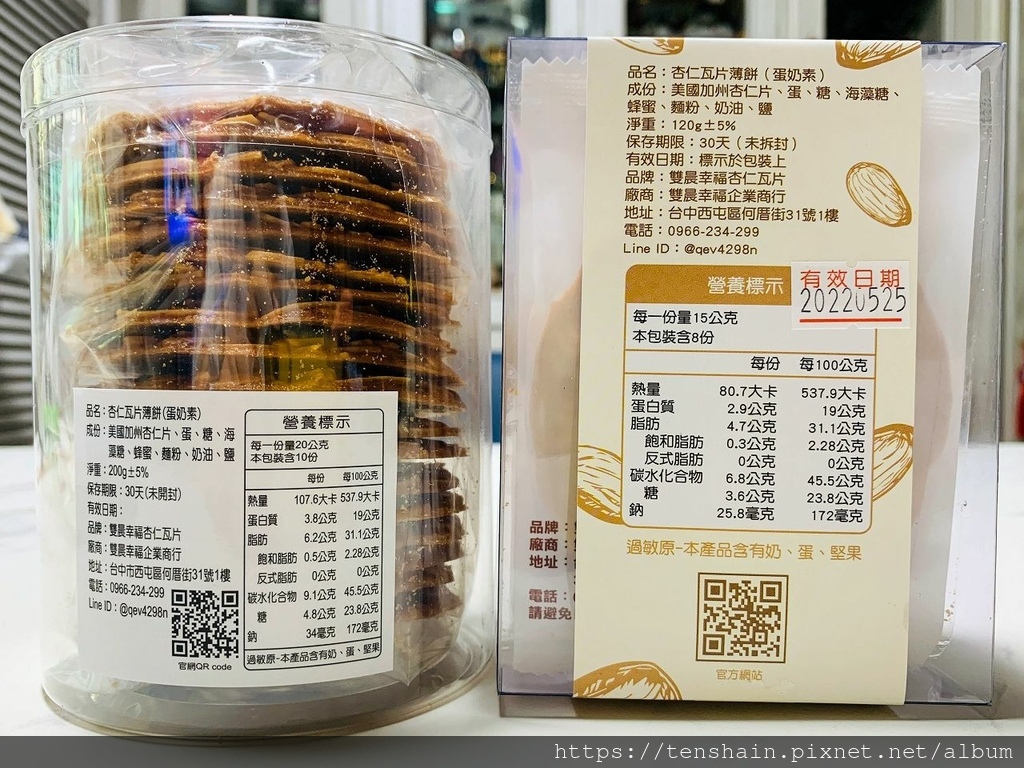 品名：杏仁瓦片薄餅(蛋奶素)
成份：美國加州杏仁片、蛋、糖、海
藻糖、蜂蜜、麵粉、奶油、鹽
淨重：200g±5%
保存期限：30天(未開封)
有效日期：
品牌：雙晨幸福杏仁瓦片
廠商：雙晨幸福企業商行
地址：台中市西屯區何厝街31號1樓
電話：0966-234-299
Line ID：@qev4298n
官網QR code
營養標示
每一份量20公克
本包裝含10份
每份 每100公克
熱量 107.6大卡 537.9大卡
蛋白質 3.8公克 19公克
脂肪 6.2公克 31.1公克
飽和脂肪 0.5公克 2.28公克
反式脂肪 0公克 0公克
碳水化合物 9.1公克 45.5公克
糖 4.8公克 23.8公克
鈉 34毫克 172毫克
過敏原-本產品含有奶、蛋、堅果
品名：杏仁瓦片薄餅（蛋奶素）
成份：美國加州杏仁片、蛋、糖、海藻糖、
蜂蜜、麵粉、奶油、鹽
淨重：120g±5%
保存期限：30天（未拆封）
有效日期：標示於包裝上
品牌：雙晨幸福杏仁瓦片
廠商：雙晨幸福企業商行
地址：台中西屯區何厝街31號1樓
電話：0966-234-299
Line ID：@qev4298n
營養標示
有效日期
20220525
每一份量15公克
本包裝含8份
每份 每100公克
熱量 80.7大卡 537.9大卡
蛋白質 2.9公克 19公克
脂肪 4.7公克 31.1公克
飽和脂肪 0.3公克 2.28公克
反式脂肪 0公克 0公克
碳水化合物 6.8公克 45.5公克
糖 3.6公克 23.8公克
鈉 25.8毫克 172毫克
過敏原-本產品含有奶、蛋、堅果
官方網站
品牌：
廠商：
地址：
電話：
請避免
https://tenshain.pixnet.net/album